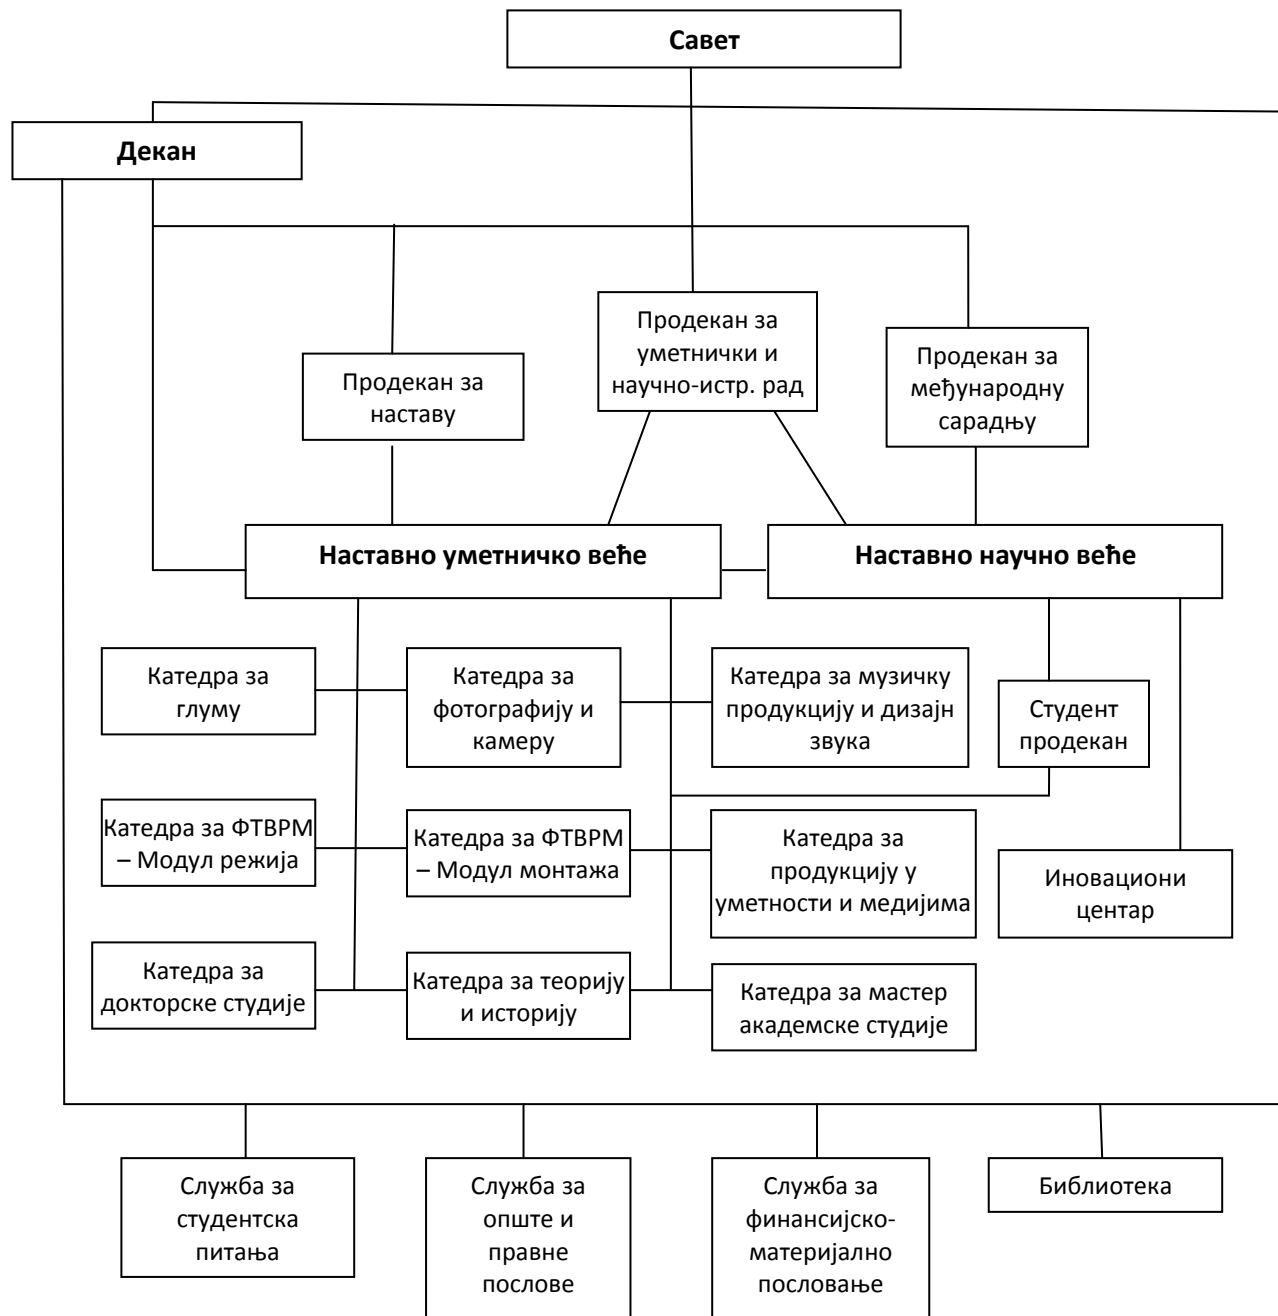 Савет
Декан
Продекан за
наставу
Продекан за
уметнички и
научно-истр. рад
Продекан за
међународну
сарадњу
Наставно уметничко веће
Наставно научно веће
Катедра за
глуму
Катедра за
фотографију и
камеру
Катедра за музичку
продукцију и дизајн
звука
Студент
продекан
Катедра за ФТВРМ
– Модул режија
Катедра за ФТВРМ
– Модул монтажа
Катедра за
продукцију у
уметности и медијима
Иновациони
центар
Катедра за
докторске студије
Катедра за теорију
и историју
Катедра за мастер
академске студије
Служба за
студентска
питања
Служба за
опште и
правне
послове
Служба за
финансијско-
материјално
пословање
Библиотека